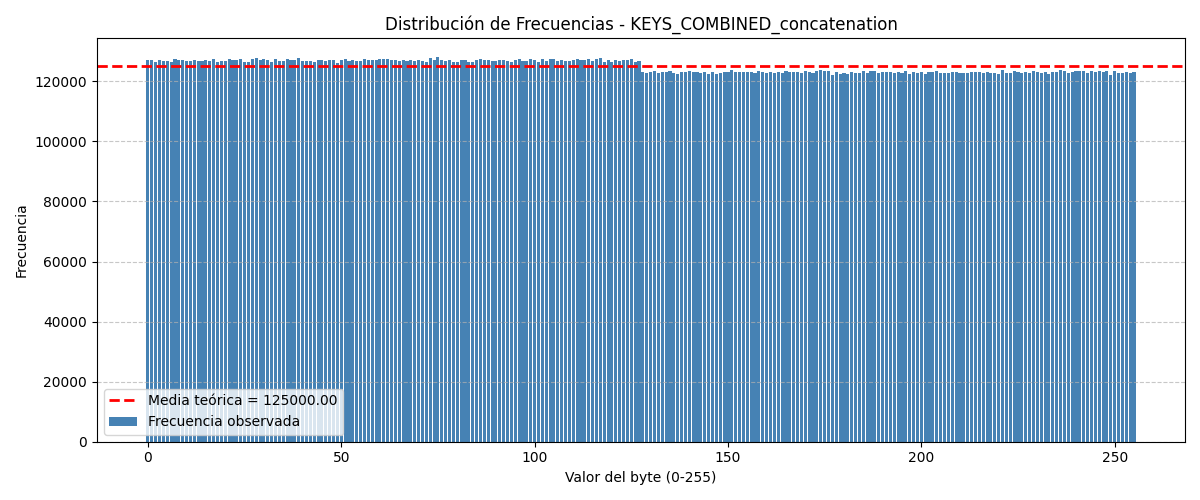 Distribución de Frecuencias - KEYS_COMBINED_concatenation
Frecuencia
120000
100000
80000
60000
40000
20000
0
Media teórica = 125000.00
Frecuencia observada
0 50 100 150 200 250
Valor del byte (0-255)